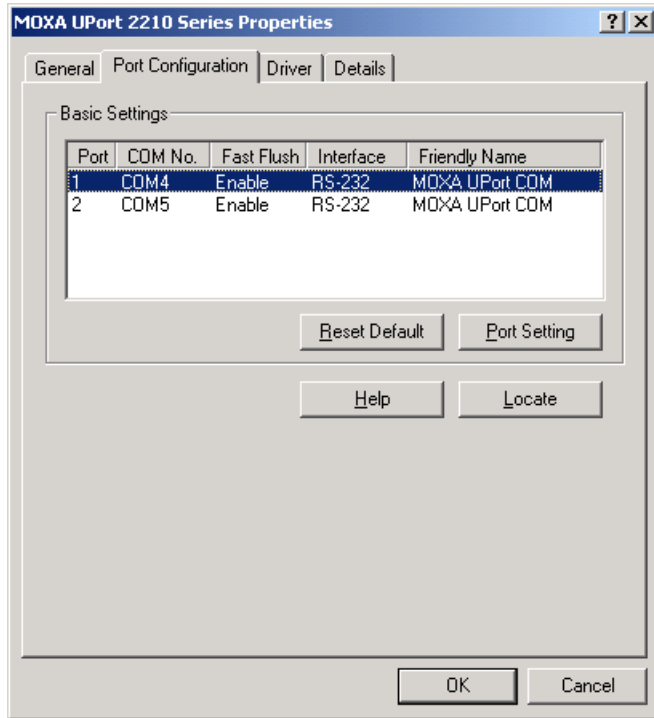 MOXA UPort 2210 Series Properties
General Port Configuration Driver Details
Basic Settings
Port COM No. Fast Flush Interface Friendly Name
1 COM4 Enable RS-232 MOXA UPort COM
2 COM5 Enable RS-232 MOXA UPort COM
Reset Default Port Setting
Help Locate
OK Cancel